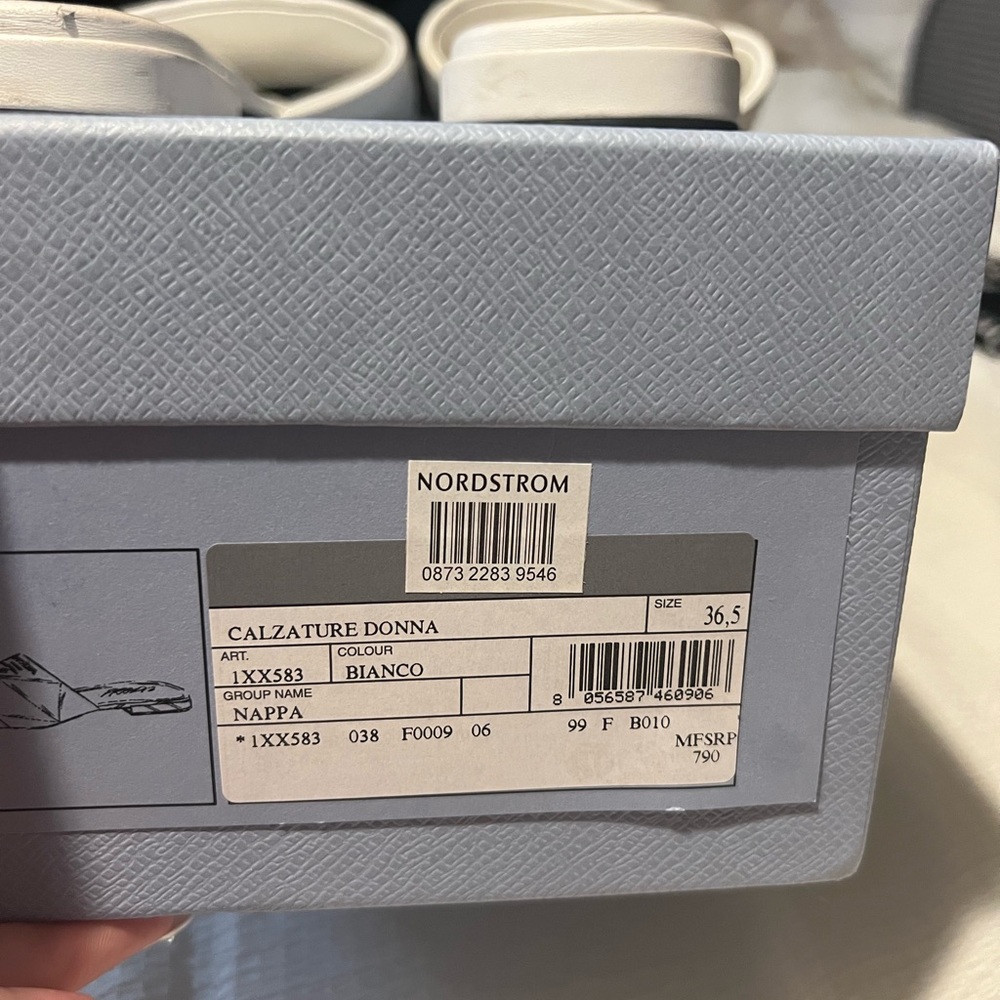 NORDSTROM
0873 2283 9546
SIZE
36,5
CALZATURE DONNA
ART.
1XX583
COLOUR
BIANCO
GROUP NAME
NAPPA
8 056587 460906
* 1XX583 038 F0009 06 99 F B010
MFSRP
790